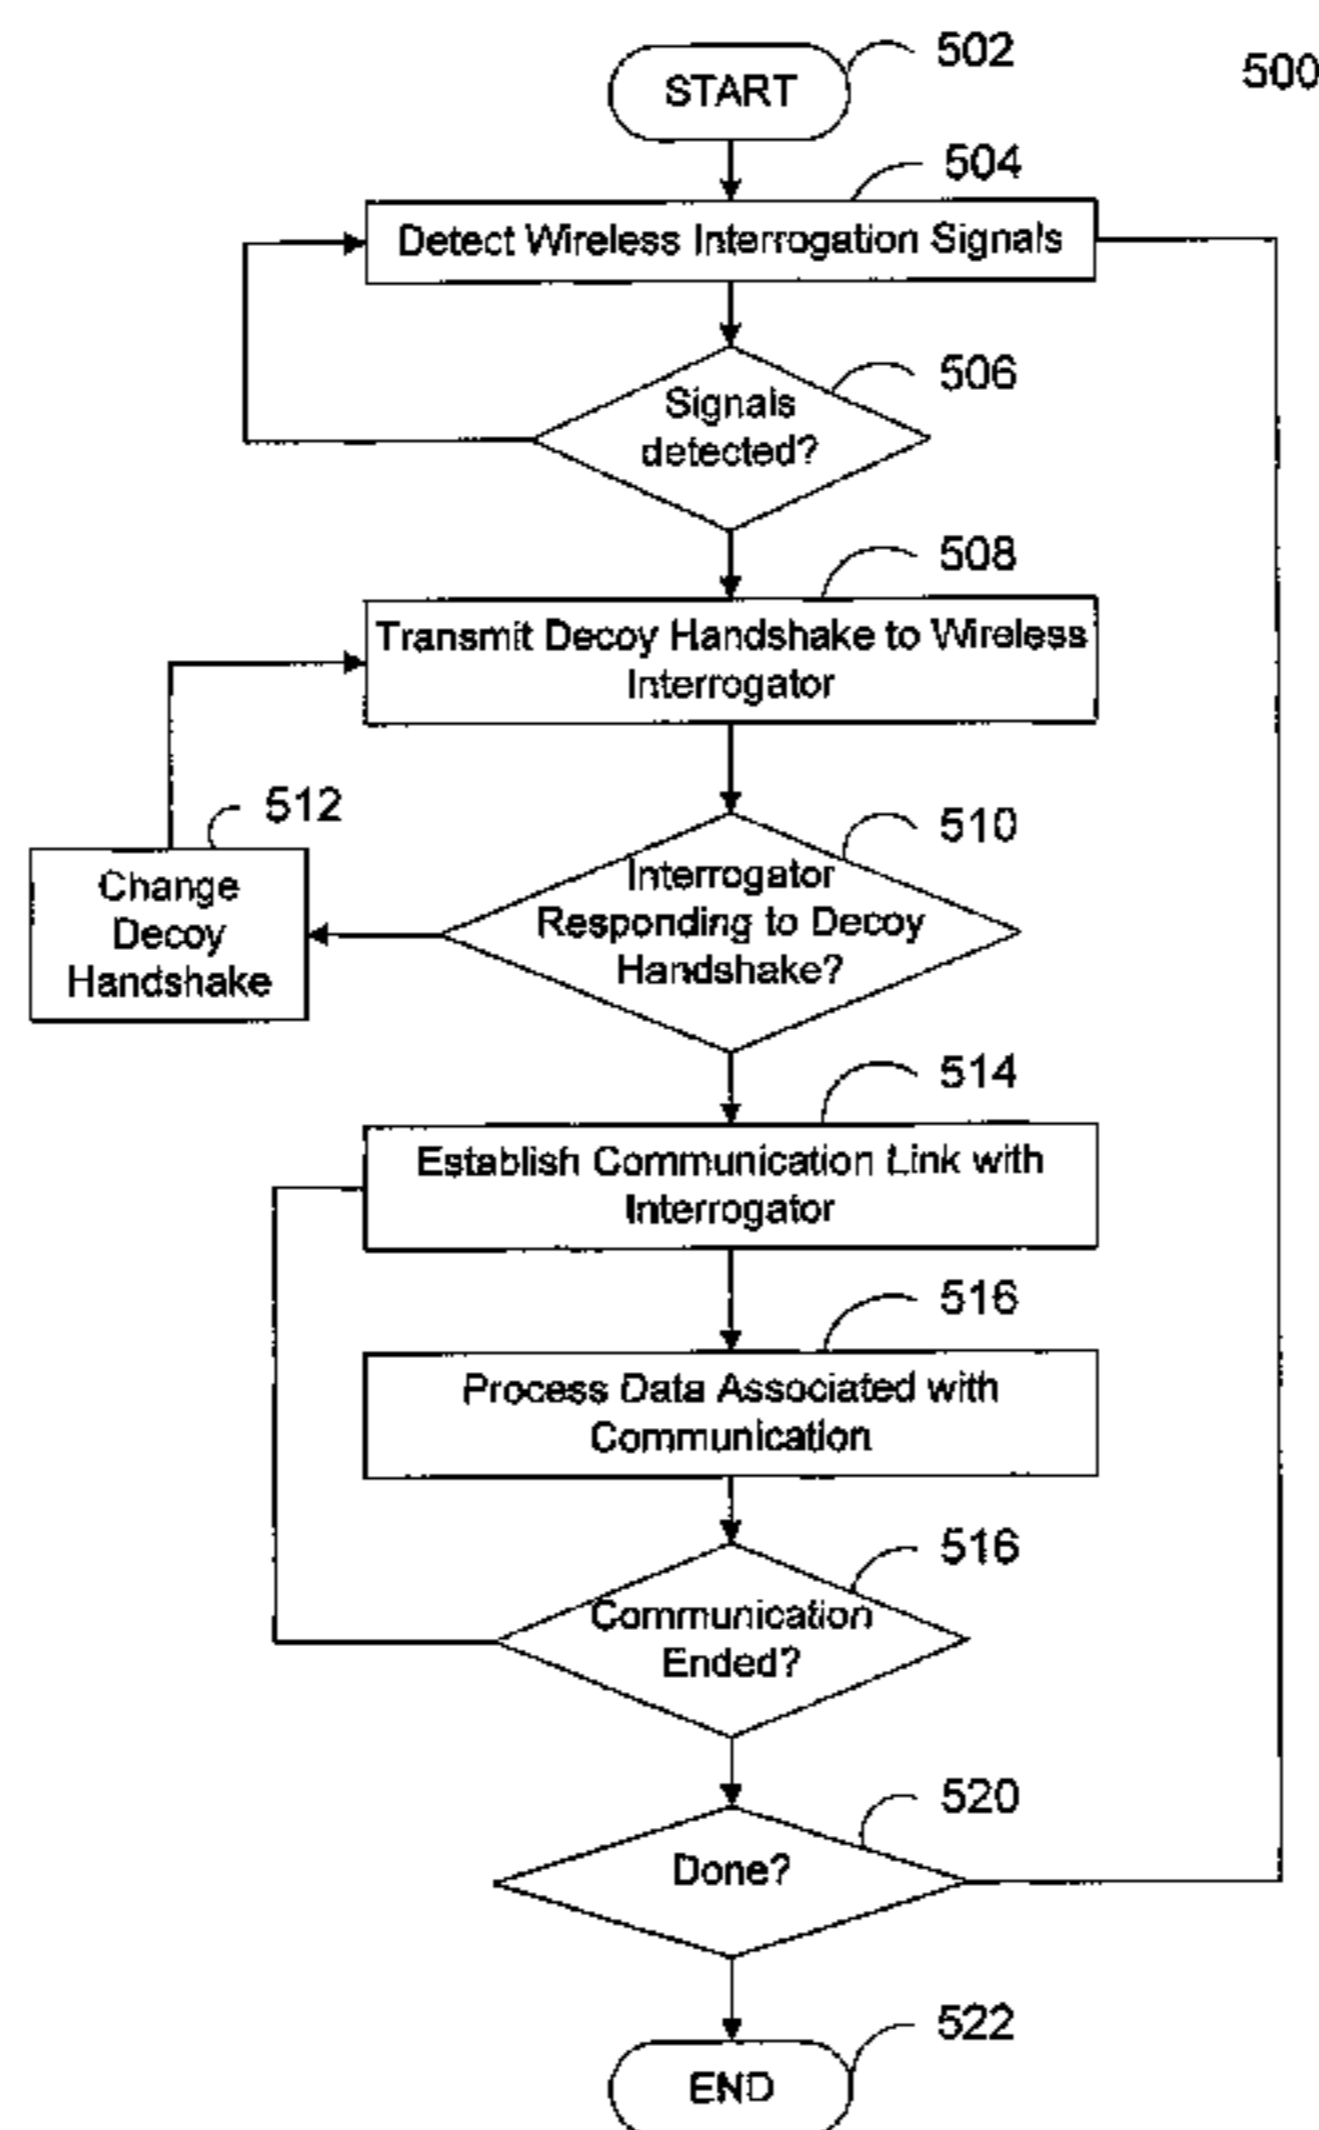 502
500
START
504
Detect Wireless Interrogation Signals
506
Signals
detected?
508
Transmit Decoy Handshake to Wireless
Interrogator
512
510
Change
Decoy
Handshake
Interrogator
Responding to Decoy
Handshake?
514
Establish Communication Link with
Interrogator
516
Process Data Associated with
Communication
516
Communication
Ended?
520
Done?
522
END